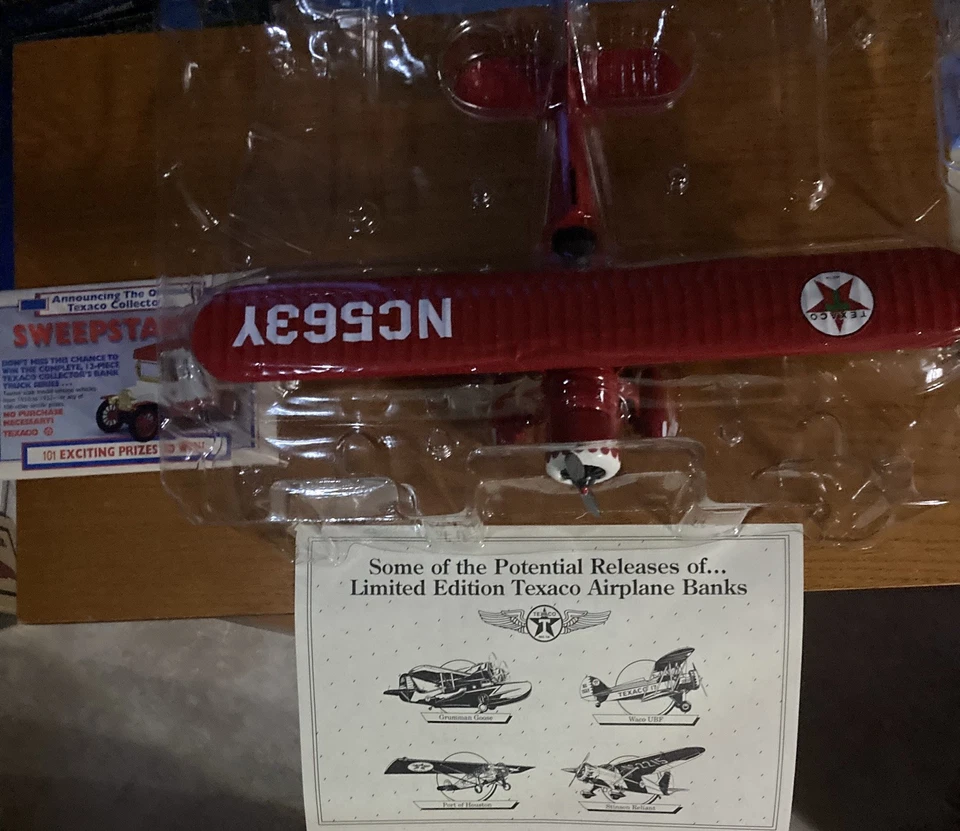 Announcing The
Texaco Collecto
SWEEPSTA
DON'T MISS THIS CHANCE TO
WIN THE COMPLETE, 12-PIECE
TEXACO COLLECTOR'S BANK
TRUCK SERIES...
NO PURCHASE
NECESSARY!
TEXACO
101 EXCITING PRIZES
NC563Y
TEXACO
Some of the Potential Releases of...
Limited Edition Texaco Airplane Banks
TEXACO
T
Grumman Goose
TEXACO
Waco UBF
Port of Houston
Stinson Reliant